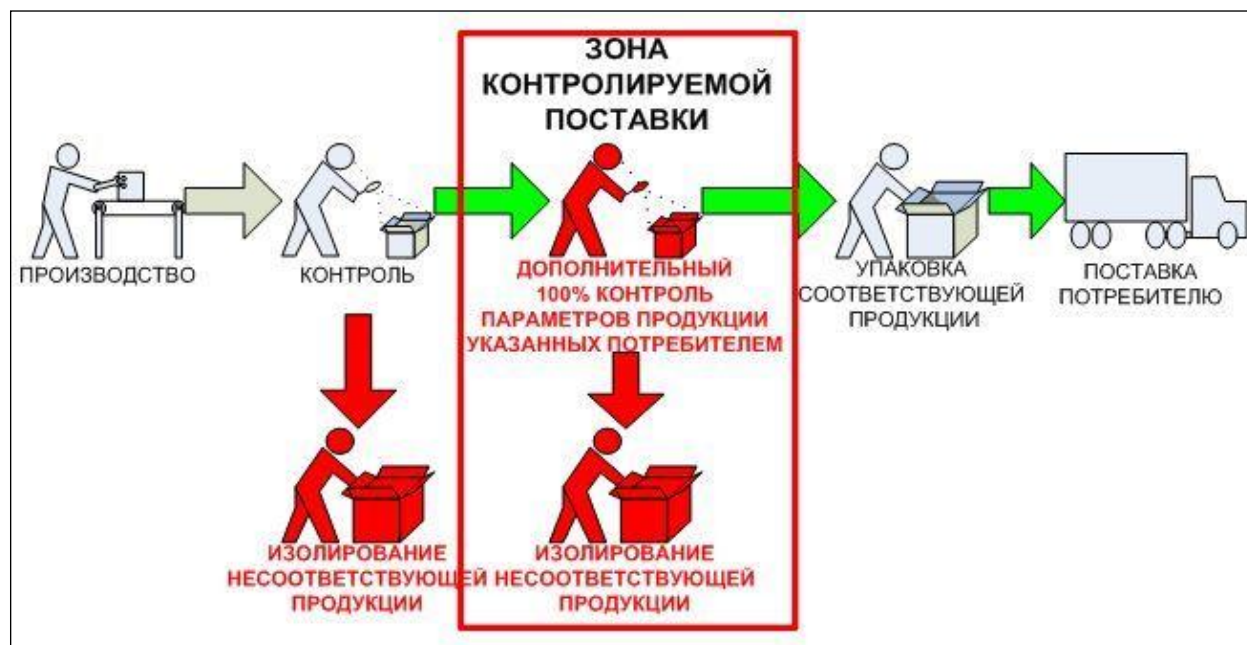 ЗОНА
КОНТРОЛИРУЕМОЙ
ПОСТАВКИ
ПРОИЗВОДСТВО
КОНТРОЛЬ
ДОПОЛНИТЕЛЬНЫЙ
100% КОНТРОЛЬ
ПАРАМЕТРОВ ПРОДУКЦИИ
УКАЗАННЫХ ПОТРЕБИТЕЛЕМ
УПАКОВКА
СООТВЕТСТВУЮЩЕЙ
ПРОДУКЦИИ
ПОСТАВКА
ПОТРЕБИТЕЛЮ
ИЗОЛИРОВАНИЕ
НЕСООТВЕТСТВУЮЩЕЙ
ПРОДУКЦИИ
ИЗОЛИРОВАНИЕ
НЕСООТВЕТСТВУЮЩЕЙ
ПРОДУКЦИИ